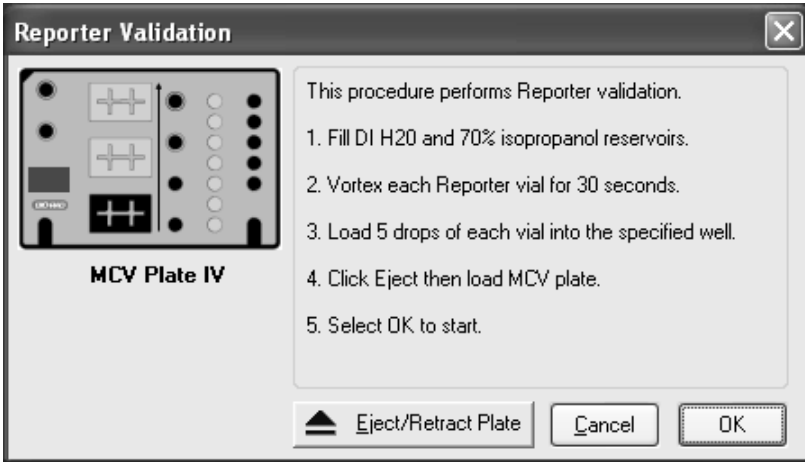 Reporter Validation
This procedure performs Reporter validation.
1. Fill DI H20 and 70% isopropanol reservoirs.
2. Vortex each Reporter vial for 30 seconds.
3. Load 5 drops of each vial into the specified well.
4. Click Eject then load MCV plate.
5. Select OK to start.
MCV Plate IV
Eject/Retract Plate
Cancel
OK